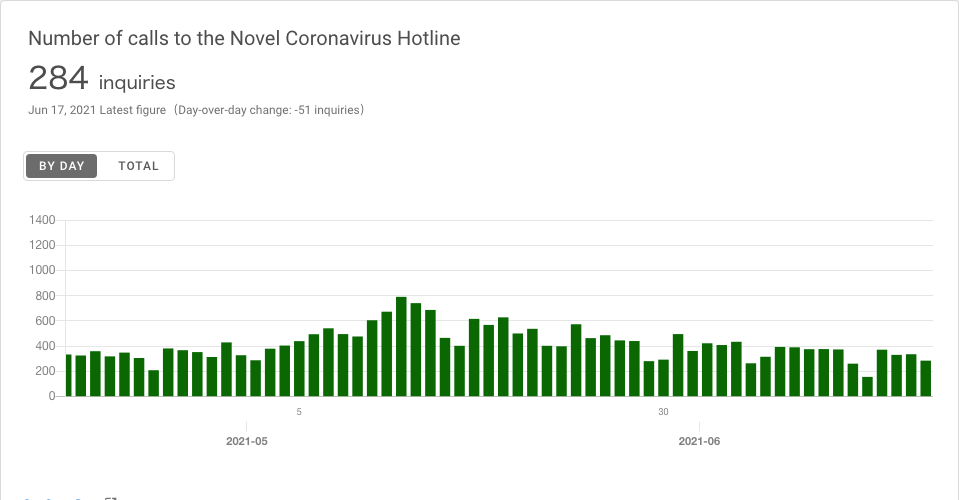 Number of calls to the Novel Coronavirus Hotline
284 inquiries
Jun 17, 2021 Latest figure（Day-over-day change: -51 inquiries）
BY DAY TOTAL
1400
1200
1000
800
600
400
200
0
5 30
2021-05 2021-06